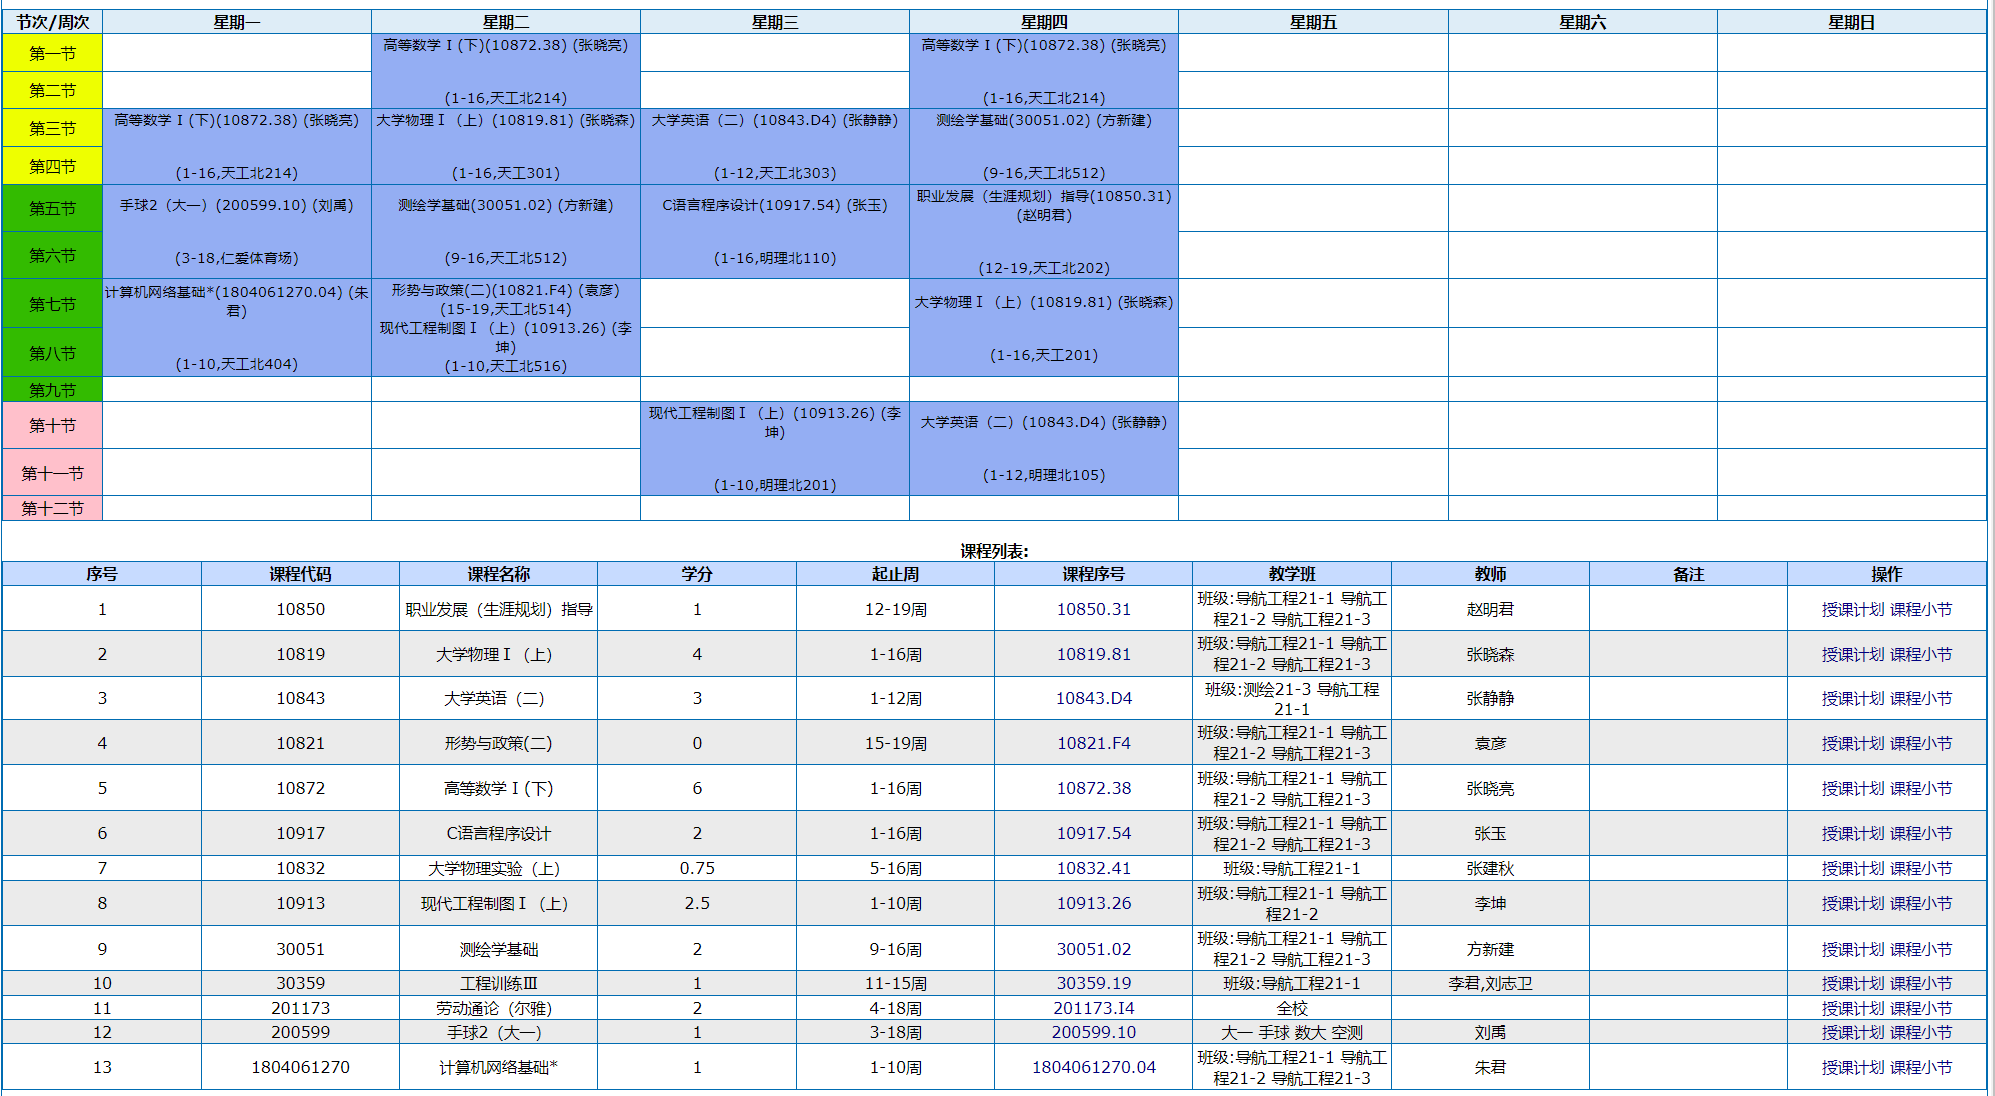 节次/周次 星期一 星期二 星期三 星期四 星期五 星期六 星期日
第一节
高等数学Ⅰ(下)(10872.38) (张晓亮)
(1-16,天工北214)
高等数学Ⅰ(下)(10872.38) (张晓亮)
(1-16,天工北214)
第二节
第三节
高等数学Ⅰ(下)(10872.38) (张晓亮)
(1-16,天工北214)
大学物理Ⅰ（上）(10819.81) (张晓森)
(1-16,天工301)
大学英语（二）(10843.D4) (张静静)
(1-12,天工北303)
测绘学基础(30051.02) (方新建)
(9-16,天工北512)
第四节
第五节
手球2（大一）(200599.10) (刘禹)
(3-18,仁爱体育场)
测绘学基础(30051.02) (方新建)
(9-16,天工北512)
C语言程序设计(10917.54) (张玉)
(1-16,明理北110)
职业发展（生涯规划）指导(10850.31)
(赵明君)
(12-19,天工北202)
第六节
第七节
计算机网络基础*(1804061270.04) (朱
君)
(1-10,天工北404)
形势与政策(二)(10821.F4) (袁彦)
(15-19,天工北514)
现代工程制图Ⅰ（上）(10913.26) (李
坤)
(1-10,天工北516)
大学物理Ⅰ（上）(10819.81) (张晓森)
(1-16,天工201)
第八节
第九节
第十节
现代工程制图Ⅰ（上）(10913.26) (李
坤)
(1-10,明理北201)
大学英语（二）(10843.D4) (张静静)
(1-12,明理北105)
第十一节
第十二节
课程列表:
序号 课程代码 课程名称 学分 起止周 课程序号 教学班 教师 备注 操作
1 10850 职业发展（生涯规划）指导 1 12-19周 10850.31 班级:导航工程21-1 导航工
程21-2 导航工程21-3 赵明君 授课计划 课程小节
2 10819 大学物理Ⅰ（上） 4 1-16周 10819.81 班级:导航工程21-1 导航工
程21-2 导航工程21-3 张晓森 授课计划 课程小节
3 10843 大学英语（二） 3 1-12周 10843.D4 班级:测绘21-3 导航工程
21-1 张静静 授课计划 课程小节
4 10821 形势与政策(二) 0 15-19周 10821.F4 班级:导航工程21-1 导航工
程21-2 导航工程21-3 袁彦 授课计划 课程小节
5 10872 高等数学Ⅰ(下) 6 1-16周 10872.38 班级:导航工程21-1 导航工
程21-2 导航工程21-3 张晓亮 授课计划 课程小节
6 10917 C语言程序设计 2 1-16周 10917.54 班级:导航工程21-1 导航工
程21-2 导航工程21-3 张玉 授课计划 课程小节
7 10832 大学物理实验（上） 0.75 5-16周 10832.41 班级:导航工程21-1 张建秋 授课计划 课程小节
8 10913 现代工程制图Ⅰ（上） 2.5 1-10周 10913.26 班级:导航工程21-1 导航工
程21-2 李坤 授课计划 课程小节
9 30051 测绘学基础 2 9-16周 30051.02 班级:导航工程21-1 导航工
程21-2 导航工程21-3 方新建 授课计划 课程小节
10 30359 工程训练Ⅲ 1 11-15周 30359.19 班级:导航工程21-1 李君,刘志卫 授课计划 课程小节
11 201173 劳动通论（尔雅) 2 4-18周 201173.I4 全校 授课计划 课程小节
12 200599 手球2（大一） 1 3-18周 200599.10 大一 手球 数大 空测 刘禹 授课计划 课程小节
13 1804061270 计算机网络基础* 1 1-10周 1804061270.04 班级:导航工程21-1 导航工
程21-2 导航工程21-3 朱君 授课计划 课程小节